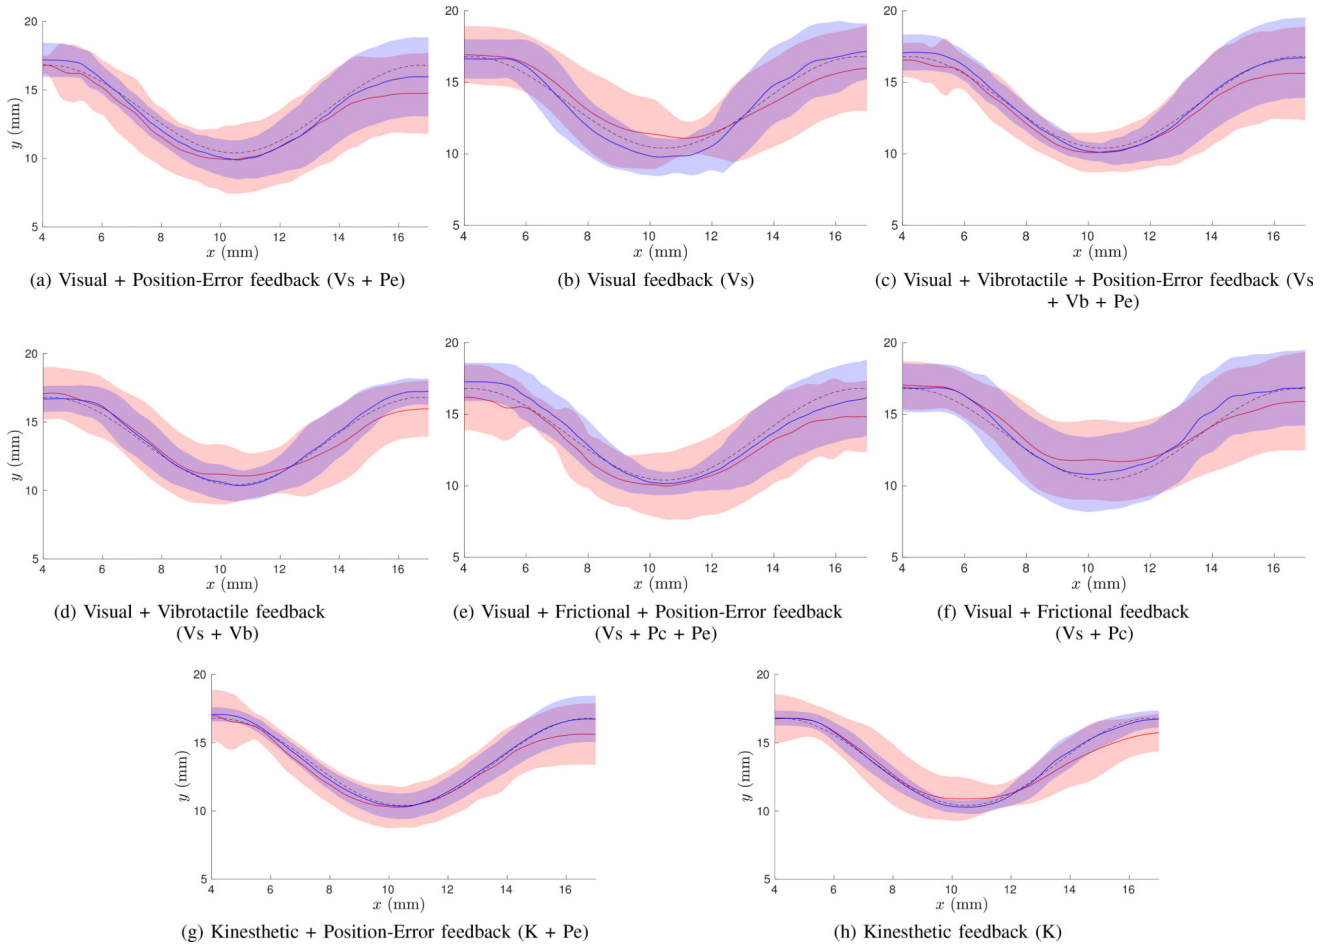 20
15
10
5
y (mm)
4 6 8 10 12 14 16
x (mm)
(a) Visual + Position-Error feedback (Vs + Pe)
20
15
10
5
4 6 8 10 12 14 16
x (mm)
(b) Visual feedback (Vs)
20
15
10
5
4 6 8 10 12 14 16
x (mm)
(c) Visual + Vibrotactile + Position-Error feedback (Vs
+ Vb + Pe)
20
15
10
5
y (mm)
4 6 8 10 12 14 16
x (mm)
(d) Visual + Vibrotactile feedback
(Vs + Vb)
20
15
10
5
4 6 8 10 12 14 16
x (mm)
(e) Visual + Frictional + Position-Error feedback
(Vs + Pc + Pe)
20
15
10
5
4 6 8 10 12 14 16
x (mm)
(f) Visual + Frictional feedback
(Vs + Pc)
20
15
10
5
y (mm)
4 6 8 10 12 14 16
x (mm)
(g) Kinesthetic + Position-Error feedback (K + Pe)
20
15
10
5
y (mm)
4 6 8 10 12 14 16
x (mm)
(h) Kinesthetic feedback (K)